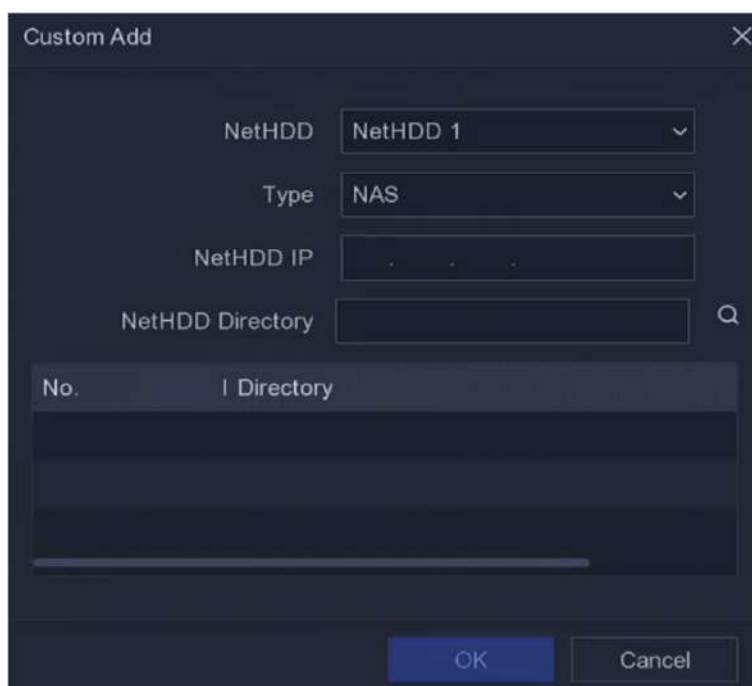 Custom Add
NetHDD NetHDD 1
Type NAS
NetHDD IP . . .
NetHDD Directory
No. | Directory
OK Cancel